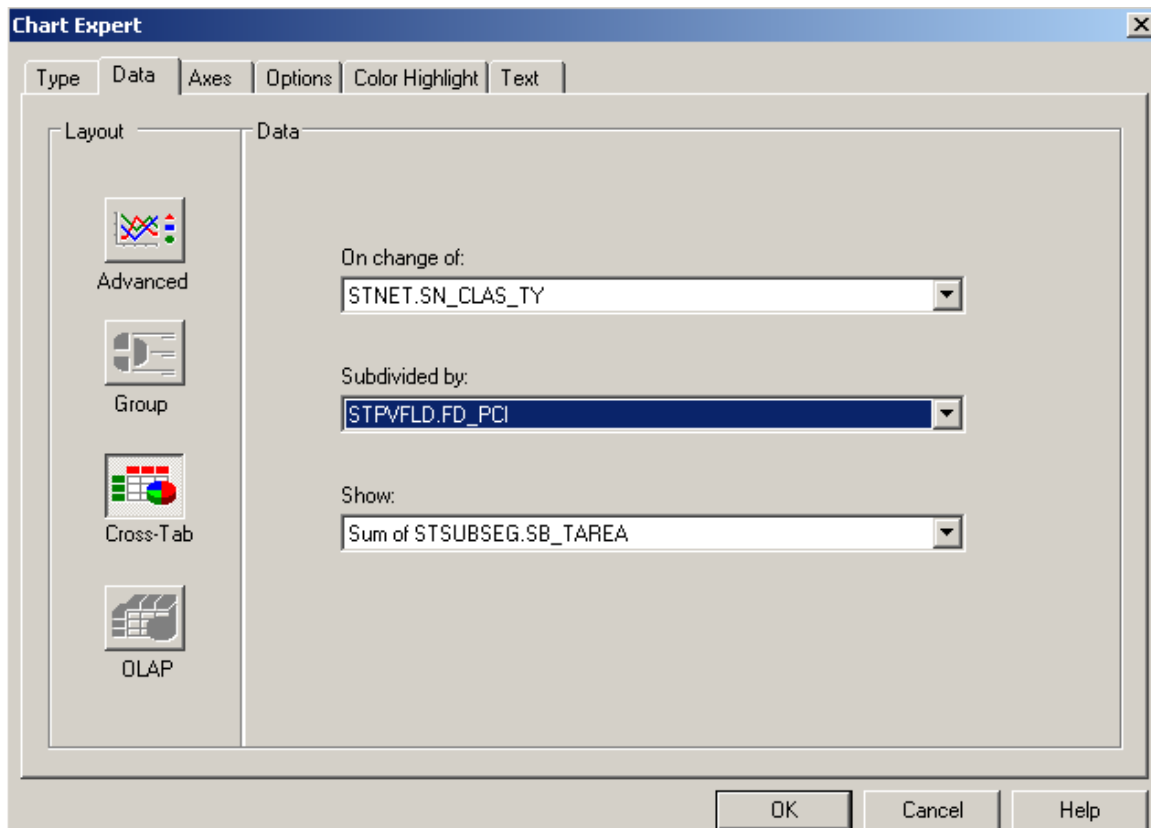 Chart Expert
Type Data Axes Options Color Highlight Text
Layout
Data
Advanced
Group
Cross-Tab
OLAP
On change of:
STNET.SN_CLAS_TY
Subdivided by:
STPVFLD.FD_PCI
Show:
Sum of STSUBSEG.SB_TAREA
OK Cancel Help